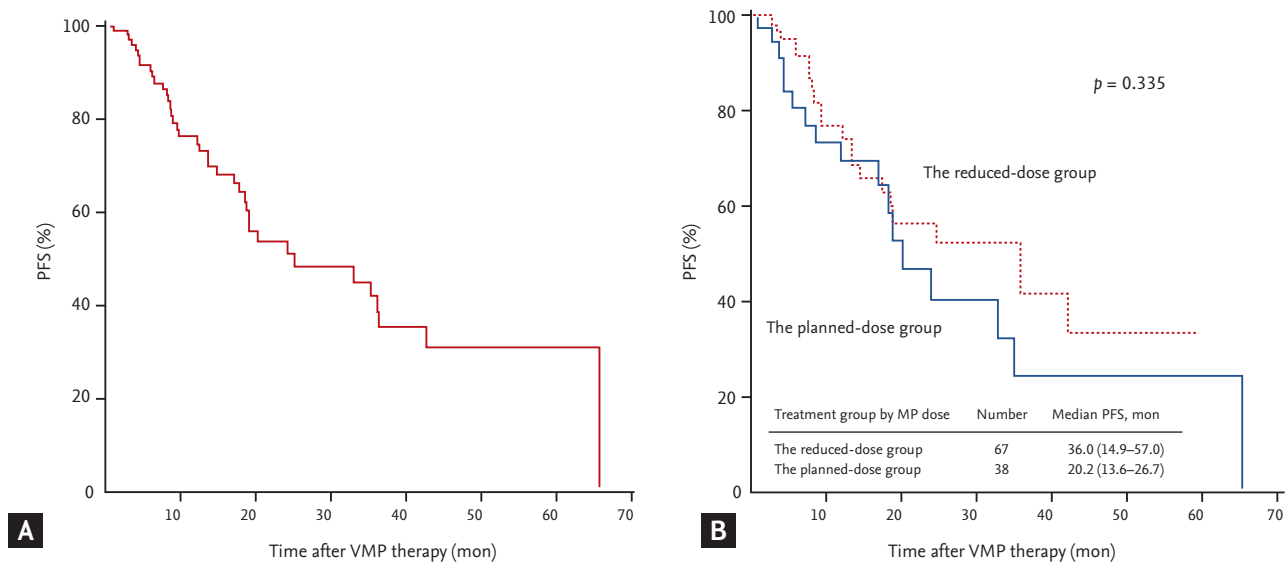 100
80
60
40
20
0
PFS (%)
10 20 30 40 50 60 70
Time after VMP therapy (mon)
A
100
80
60
40
20
0
PFS (%)
p = 0.335
The reduced-dose group
The planned-dose group
Treatment group by MP dose Number Median PFS, mon
The reduced-dose group 67 36.0 (14.9–57.0)
The planned-dose group 38 20.2 (13.6–26.7)
10 20 30 40 50 60 70
Time after VMP therapy (mon)
B